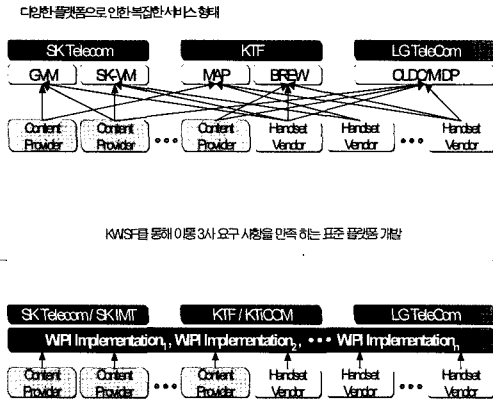 다양한 플랫폼으로 인한 복잡한 서비스 형태
SK Telecom KTF LG TeleCom
GVM SK-VM MAP BREW CLDC/MIDP
Content Provider Content Provider ••• Content Provider Handset Vendor Handset Vendor ••• Handset Vendor
KWISF를 통해 이통 3사 요구 사항을 만족 하는 표준 플랫폼 개발
SK Telecom / SK IMT KTF / KTiCOM LG TeleCom
WIPI Implementation1, WIPI Implementation2, ••• WIPI Implementationn
Content Provider Content Provider ••• Content Provider Handset Vendor Handset Vendor ••• Handset Vendor